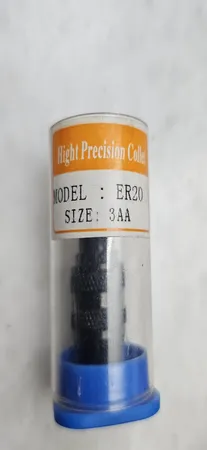 Hight Precision Collet
MODEL : ER20
SIZE: 3AA